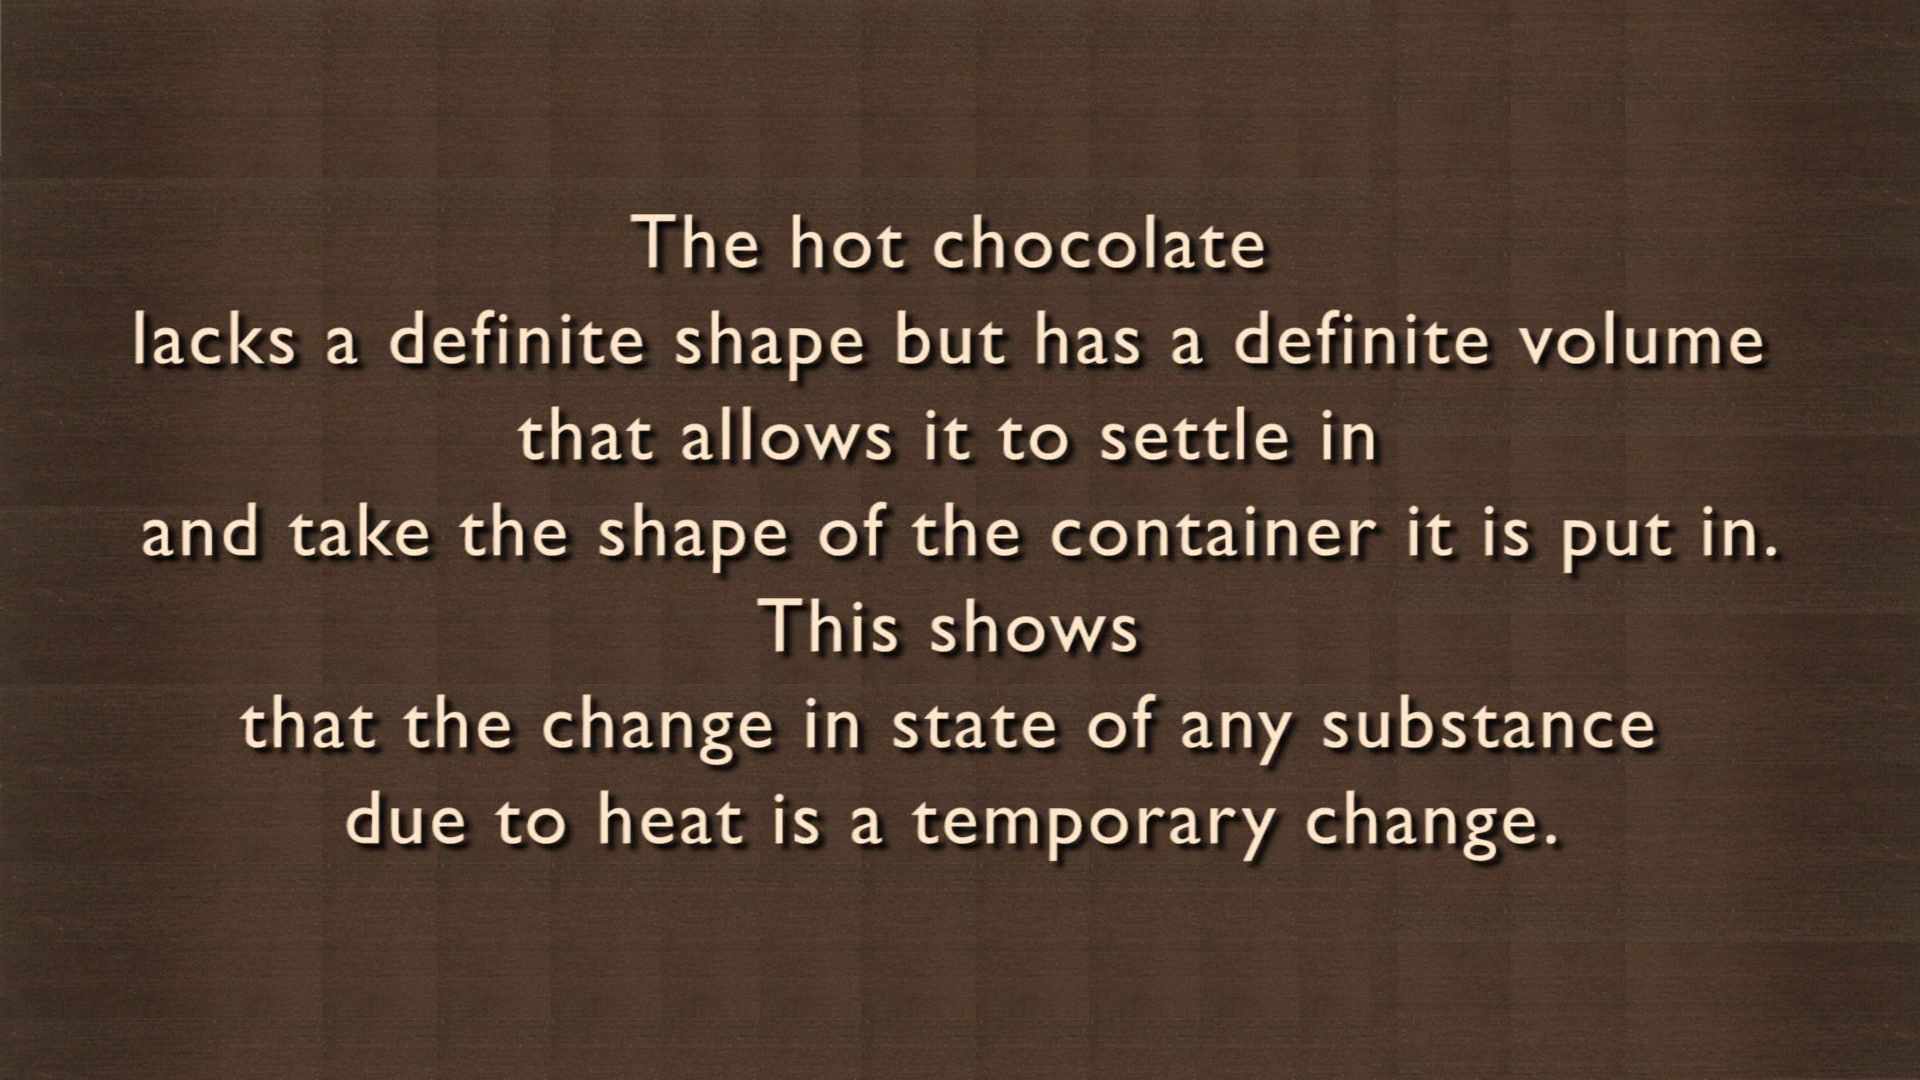 The hot chocolate
lacks a definite shape but has a definite volume
that allows it to settle in
and take the shape of the container it is put in.
This shows
that the change in state of any substance
due to heat is a temporary change.